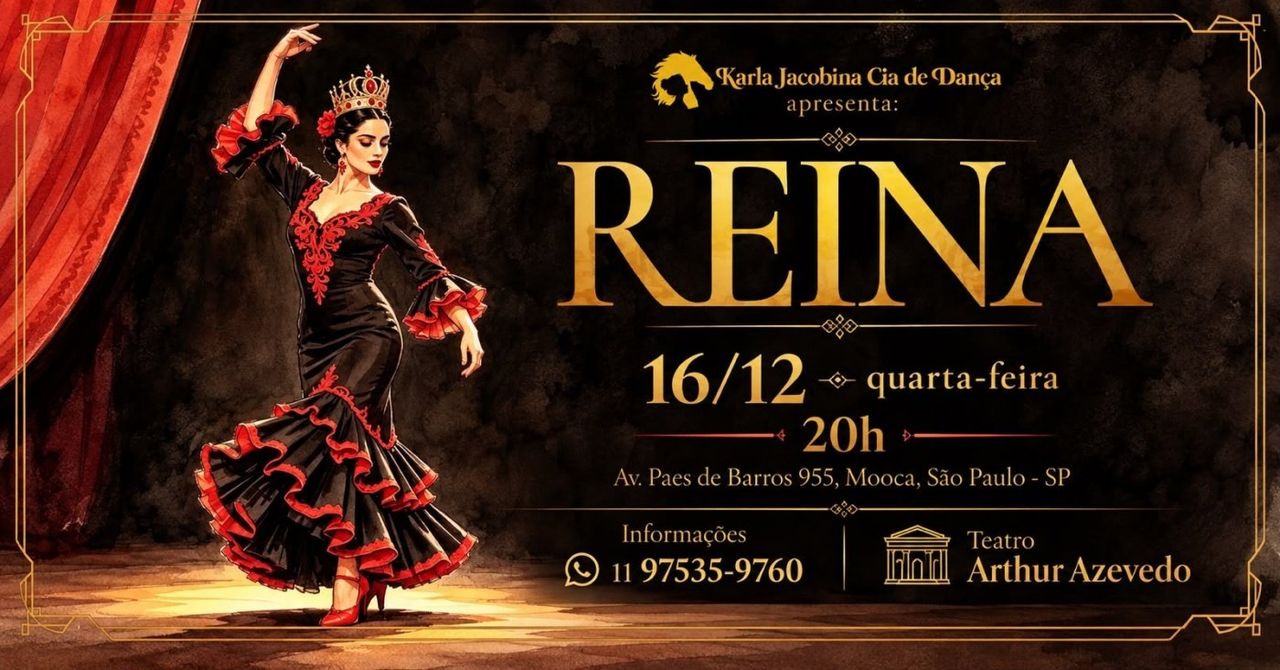 Karla Jacobina Cia de Dança
apresenta:
REINA
16/12 quarta-feira
20h
Av. Paes de Barros 955, Mooca, São Paulo - SP
Informações
11 97535-9760
Teatro
Arthur Azevedo